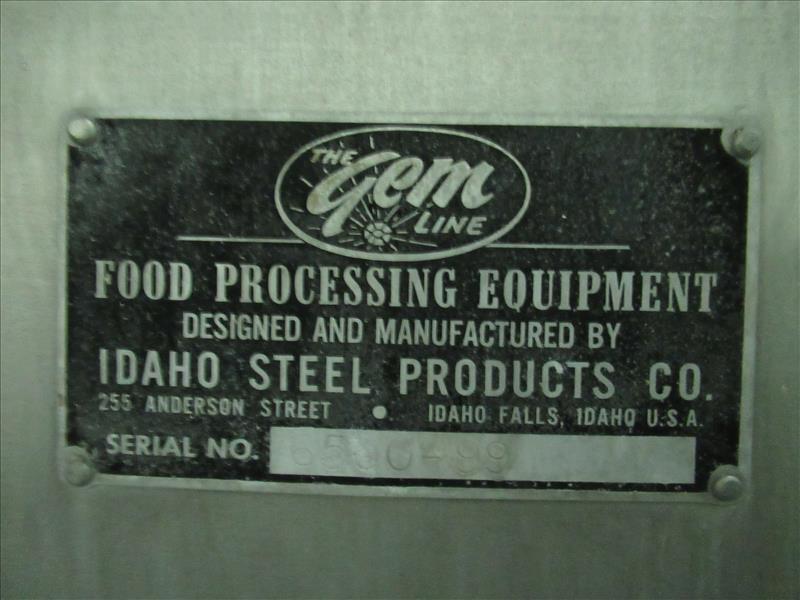 THE
Gem
LINE
FOOD PROCESSING EQUIPMENT
DESIGNED AND MANUFACTURED BY
IDAHO STEEL PRODUCTS CO.
255 ANDERSON STREET • IDAHO FALLS, IDAHO U.S.A.
SERIAL NO.